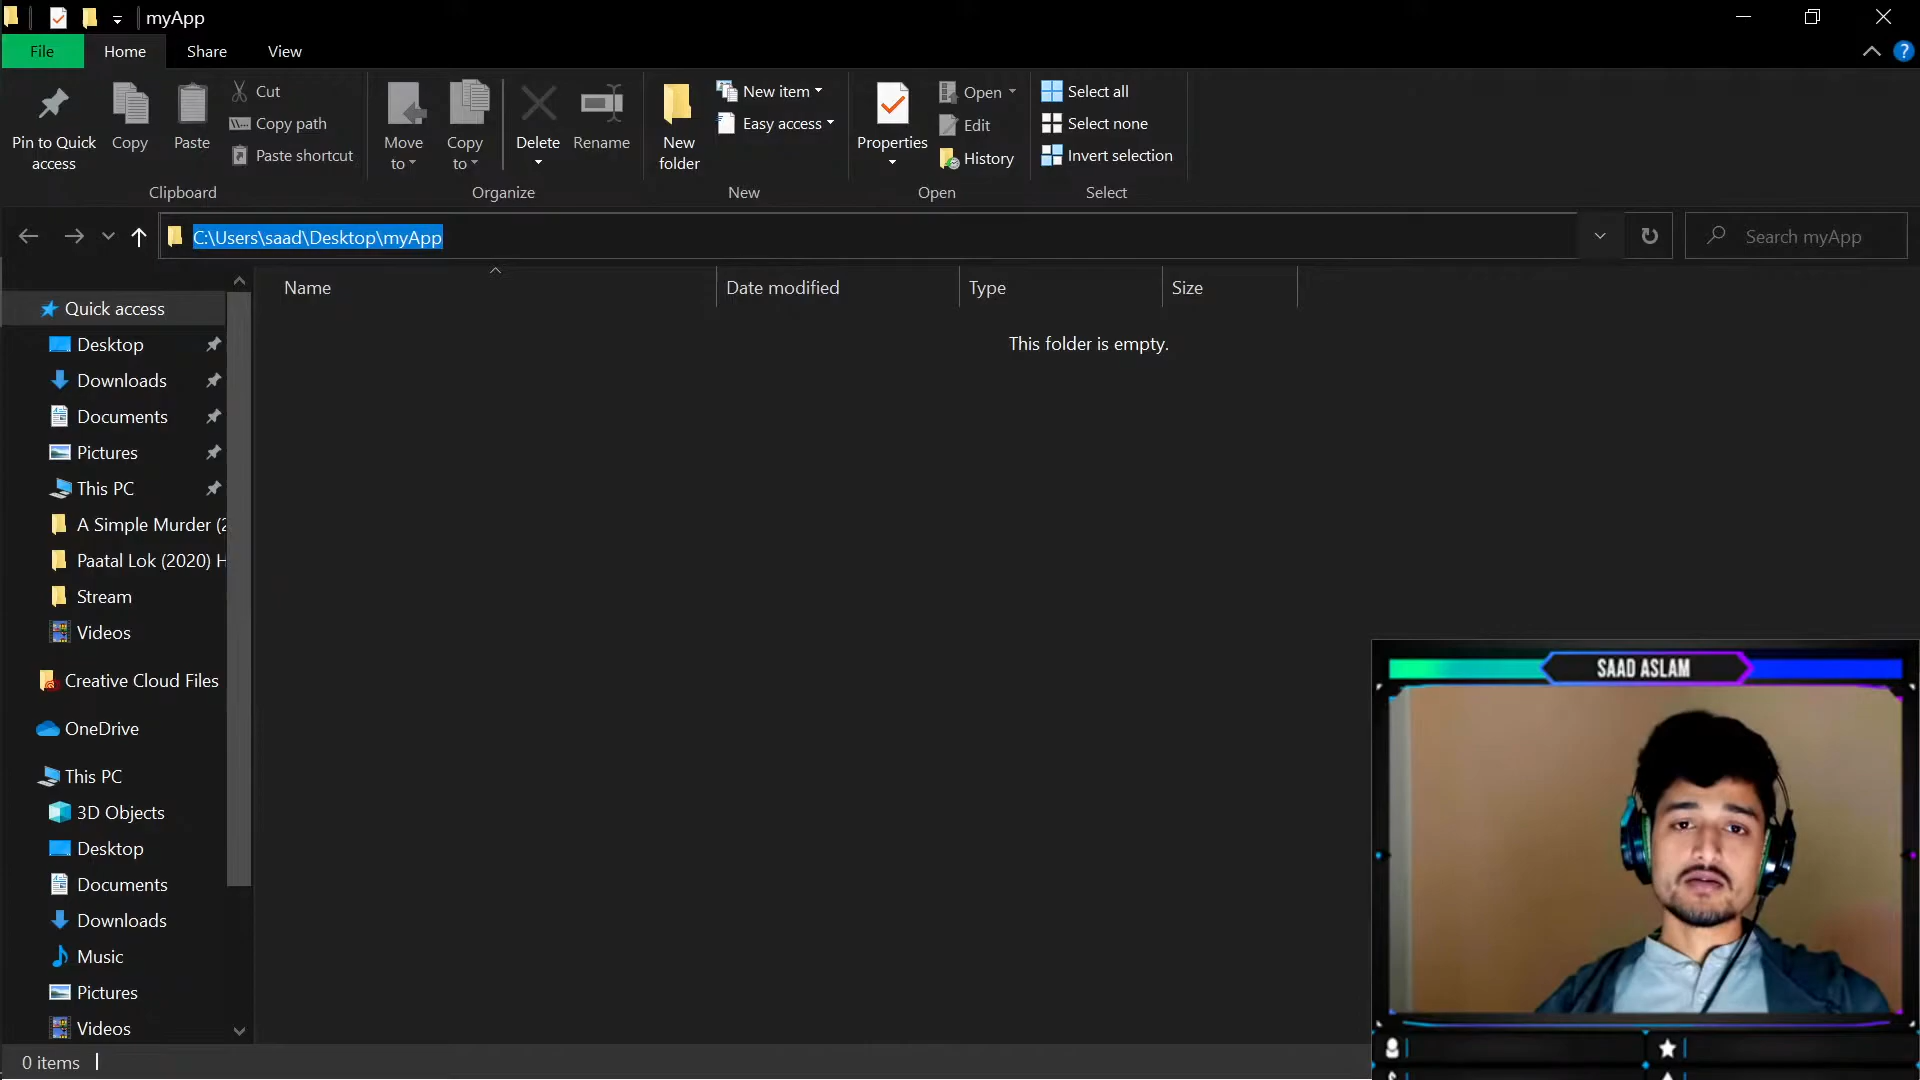 myApp
File
Home
Share
View
Pin to Quick
access
Copy
Paste
Cut
Copy path
Paste shortcut
Move
to
Copy
to
Delete
Rename
New
folder
New item
Easy access
Properties
Open
Edit
History
Select all
Select none
Invert selection
Clipboard
Organize
New
Open
Select
C:\Users\saad\Desktop\myApp
Search myApp
Name
Date modified
Type
Size
This folder is empty.
Quick access
Desktop
Downloads
Documents
Pictures
This PC
A Simple Murder (2
Paatal Lok (2020) H
Stream
Videos
Creative Cloud Files
OneDrive
This PC
3D Objects
Desktop
Documents
Downloads
Music
Pictures
Videos
0 items
SAAD ASLAM